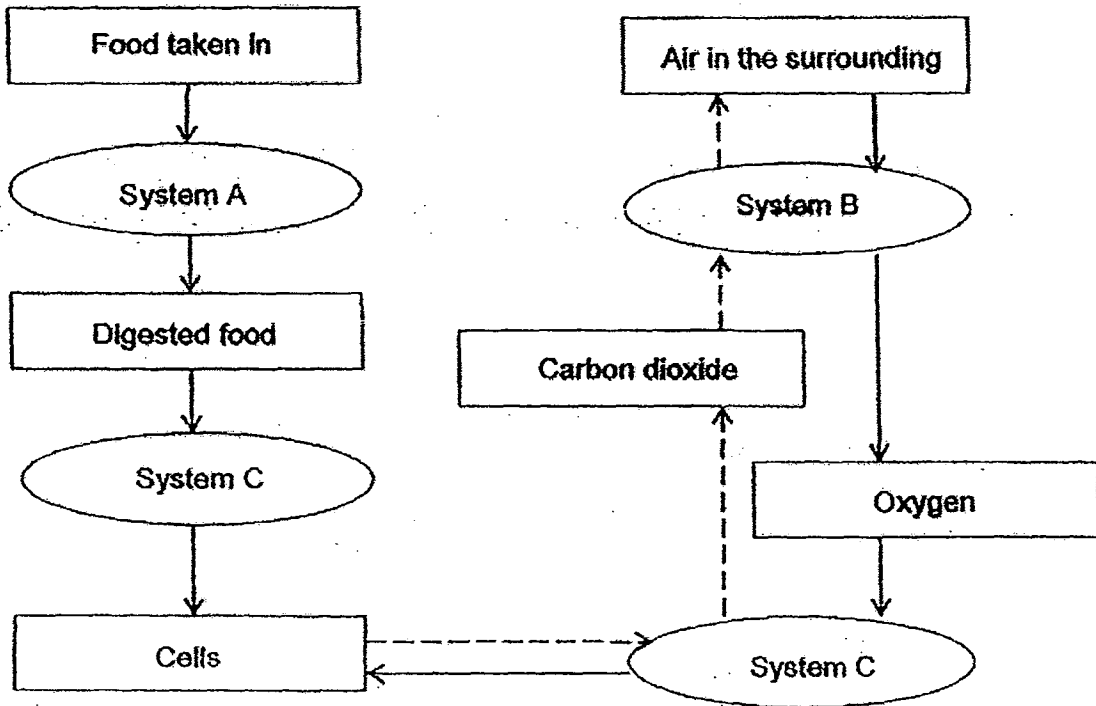 Food taken in
Air in the surrounding
System A
System B
Digested food
Carbon dioxide
System C
Oxygen
Cells
System C